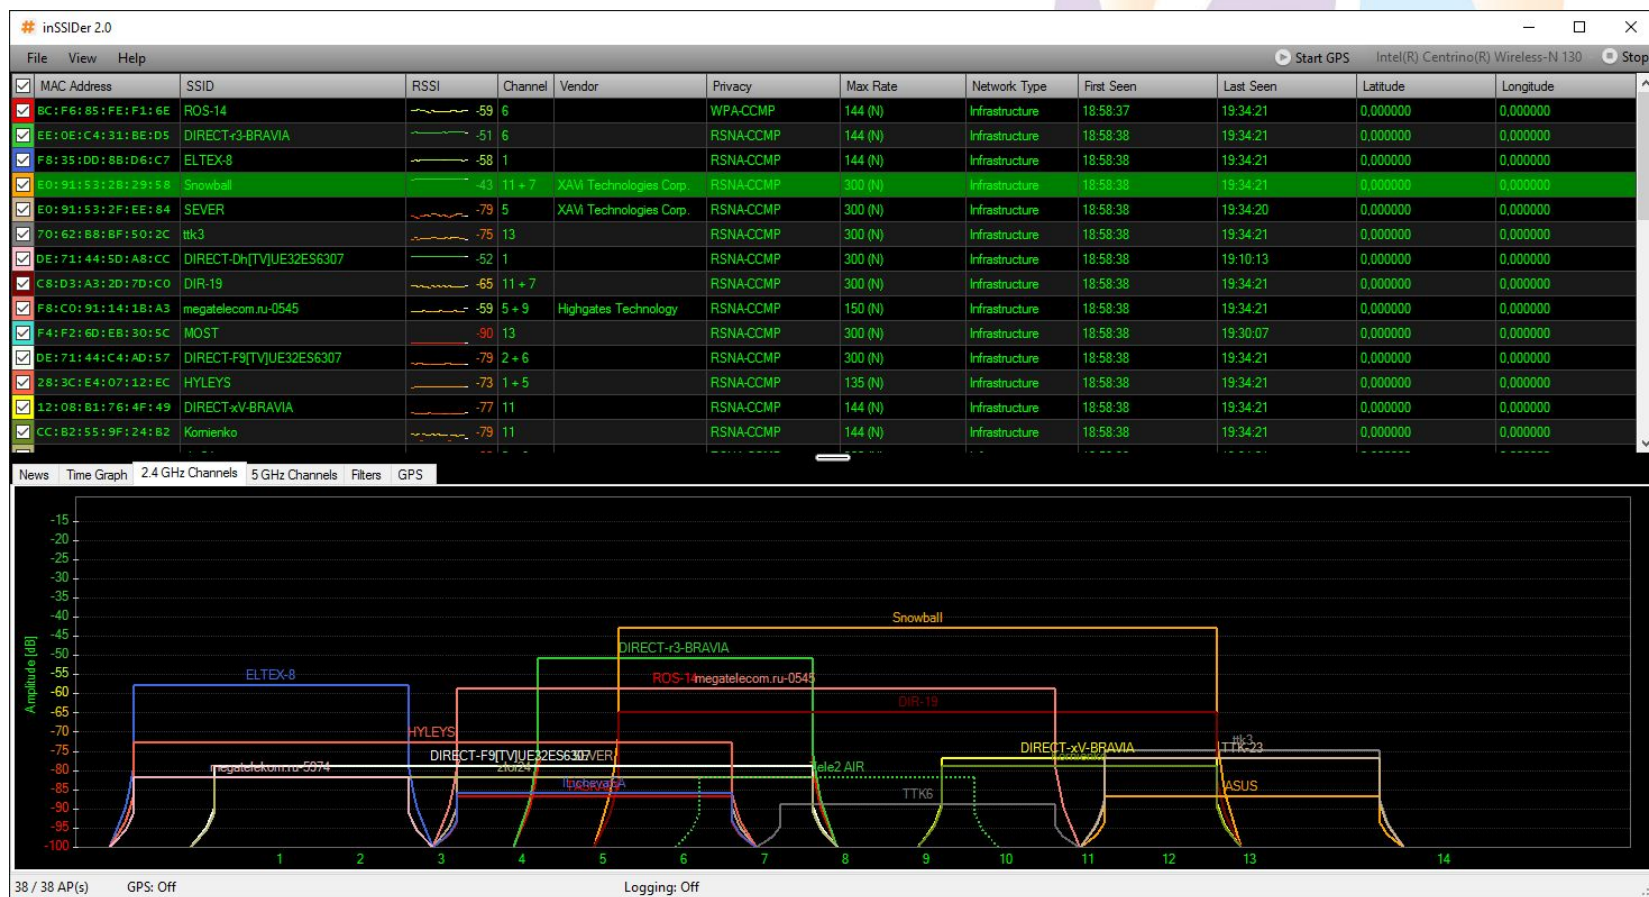 inSSIDer 2.0
File View Help Start GPS Intel(R) Centrino(R) Wireless-N 130 Stop
MAC Address SSID RSSI Channel Vendor Privacy Max Rate Network Type First Seen Last Seen Latitude Longitude
BC:F6:85:FE:F1:6E ROS-14 -59 6 WPA-CCMP 144 (N) Infrastructure 18:58:37 19:34:21 0,000000 0,000000
EE:0E:C4:31:BE:D5 DIRECT-r3-BRAVIA -51 6 RSNA-CCMP 144 (N) Infrastructure 18:58:38 19:34:21 0,000000 0,000000
F8:35:DD:8B:D6:C7 ELTEX-8 -58 1 RSNA-CCMP 144 (N) Infrastructure 18:58:38 19:34:21 0,000000 0,000000
E0:91:53:2B:29:58 Snowball -43 11 + 7 XAVi Technologies Corp. RSNA-CCMP 300 (N) Infrastructure 18:58:38 19:34:21 0,000000 0,000000
E0:91:53:2F:EE:84 SEVER -79 5 XAVi Technologies Corp. RSNA-CCMP 300 (N) Infrastructure 18:58:38 19:34:20 0,000000 0,000000
70:62:B8:BF:50:2C ttk3 -75 13 RSNA-CCMP 300 (N) Infrastructure 18:58:38 19:34:21 0,000000 0,000000
DE:71:44:5D:A8:CC DIRECT-Dh[TV]UE32ES6307 -52 1 RSNA-CCMP 300 (N) Infrastructure 18:58:38 19:10:13 0,000000 0,000000
C8:D3:A3:2D:7D:C0 DIR-19 -65 11 + 7 RSNA-CCMP 300 (N) Infrastructure 18:58:38 19:34:21 0,000000 0,000000
F8:C0:91:14:1B:A3 megatelecom.ru-0545 -59 5 + 9 Highgates Technology RSNA-CCMP 150 (N) Infrastructure 18:58:38 19:34:21 0,000000 0,000000
F4:F2:6D:EB:30:5C MOST -90 13 RSNA-CCMP 300 (N) Infrastructure 18:58:38 19:30:07 0,000000 0,000000
DE:71:44:C4:AD:57 DIRECT-F9[TV]UE32ES6307 -79 2 + 6 RSNA-CCMP 300 (N) Infrastructure 18:58:38 19:34:21 0,000000 0,000000
28:3C:E4:07:12:EC HYLEYS -73 1 + 5 RSNA-CCMP 135 (N) Infrastructure 18:58:38 19:34:21 0,000000 0,000000
12:08:B1:76:4F:49 DIRECT-xV-BRAVIA -77 11 RSNA-CCMP 144 (N) Infrastructure 18:58:38 19:34:21 0,000000 0,000000
CC:B2:55:9F:24:B2 Kornienko -79 11 RSNA-CCMP 144 (N) Infrastructure 18:58:38 19:34:21 0,000000 0,000000
News Time Graph 2.4 GHz Channels 5 GHz Channels Filters GPS
Amplitude [dB]
-15
-20
-25
-30
-35
-40
Snowball
-45
-50
DIRECT-r3-BRAVIA
-55
ELTEX-8
ROS-14 megatelecom.ru-0545
-60
DIR-19
-65
-70
HYLEYS
ttk3
-75
DIRECT-F9[TV]UE32ES6307 SEVER DIRECT-xV-BRAVIA TTK-23
megatelekom.ru-5974 Tele2 AIR
-80
-85
TTK6 ASUS
-90
-95
-100
1 2 3 4 5 6 7 8 9 10 11 12 13 14
38 / 38 AP(s) GPS: Off Logging: Off